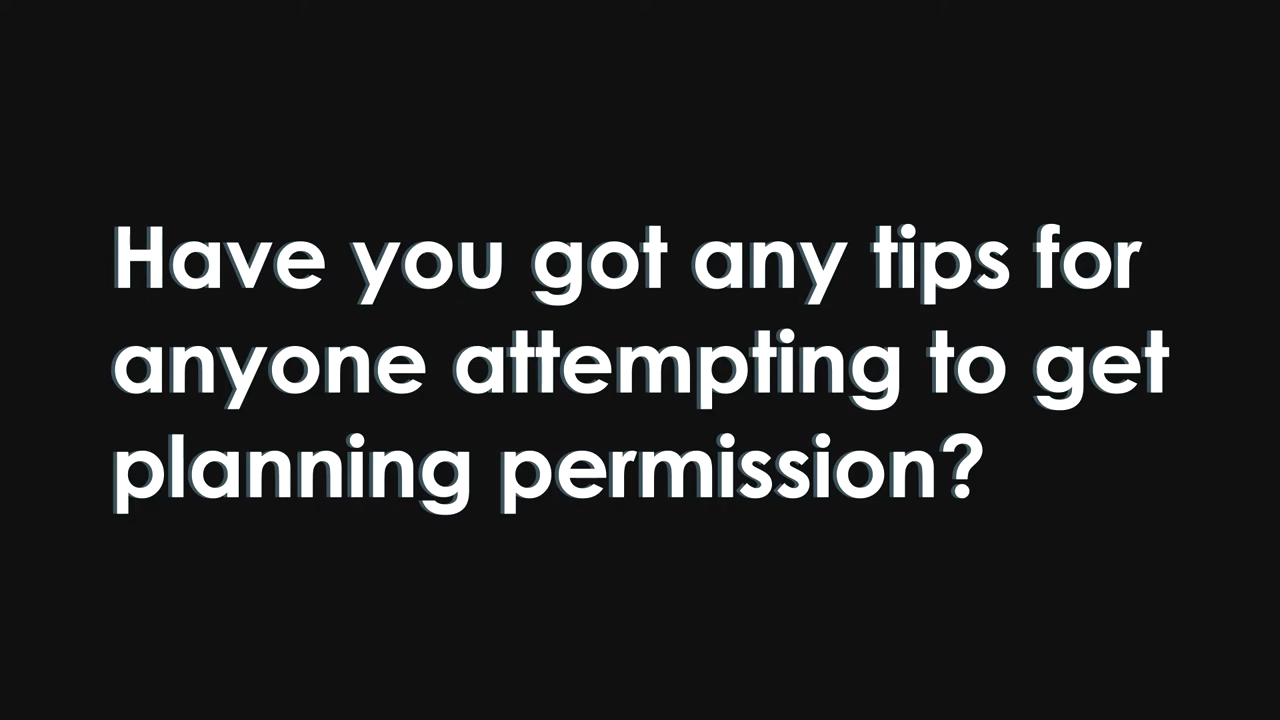 Have you got any tips for
anyone attempting to get
planning permission?